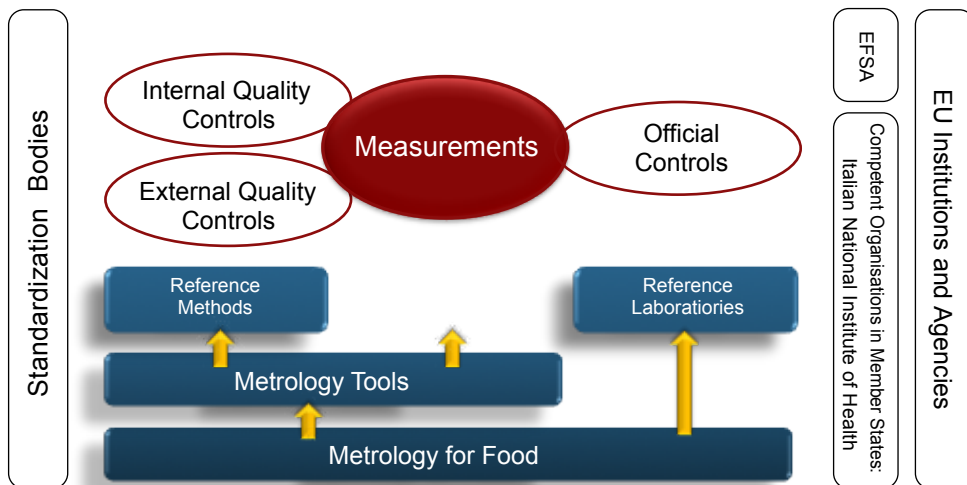 Standardization Bodies
Internal Quality
Controls
External Quality
Controls
Measurements
Official
Controls
Reference
Methods
Reference
Laboratiories
Metrology Tools
Metrology for Food
EFSA
Competent Organisations in Member States:
Italian National Institute of Health
EU Institutions and Agencies